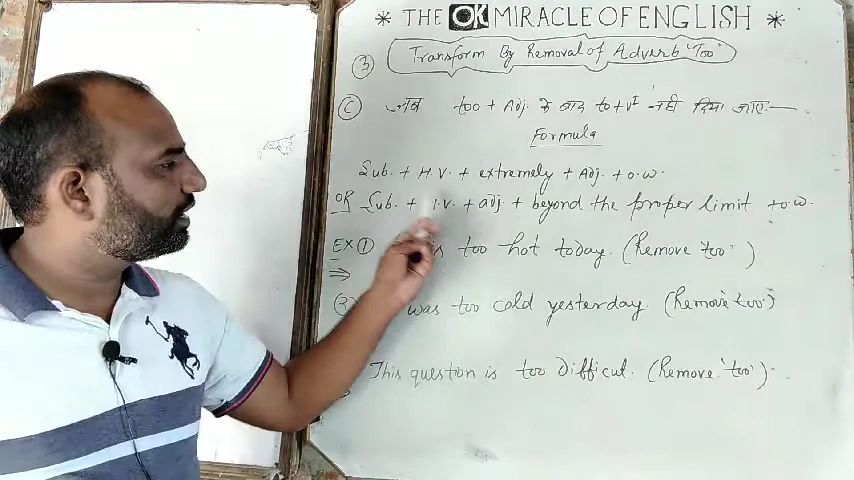 * THE OK MIRACLE OF ENGLISH *
③ Transform By Removal of Adverb 'Too'
Ⓒ जब too + Adj. के बाद to + V¹ नही दिया जाए —
Formula
Sub. + H.V. + extremely + Adj. + o.w.
OR Sub. + H.V. + adj. + beyond the proper limit + o.w.
Ex ① is too hot today. (Remove 'too')
⇒
was too cold yesterday. (Remove 'too')
This question is too difficult. (Remove 'too').